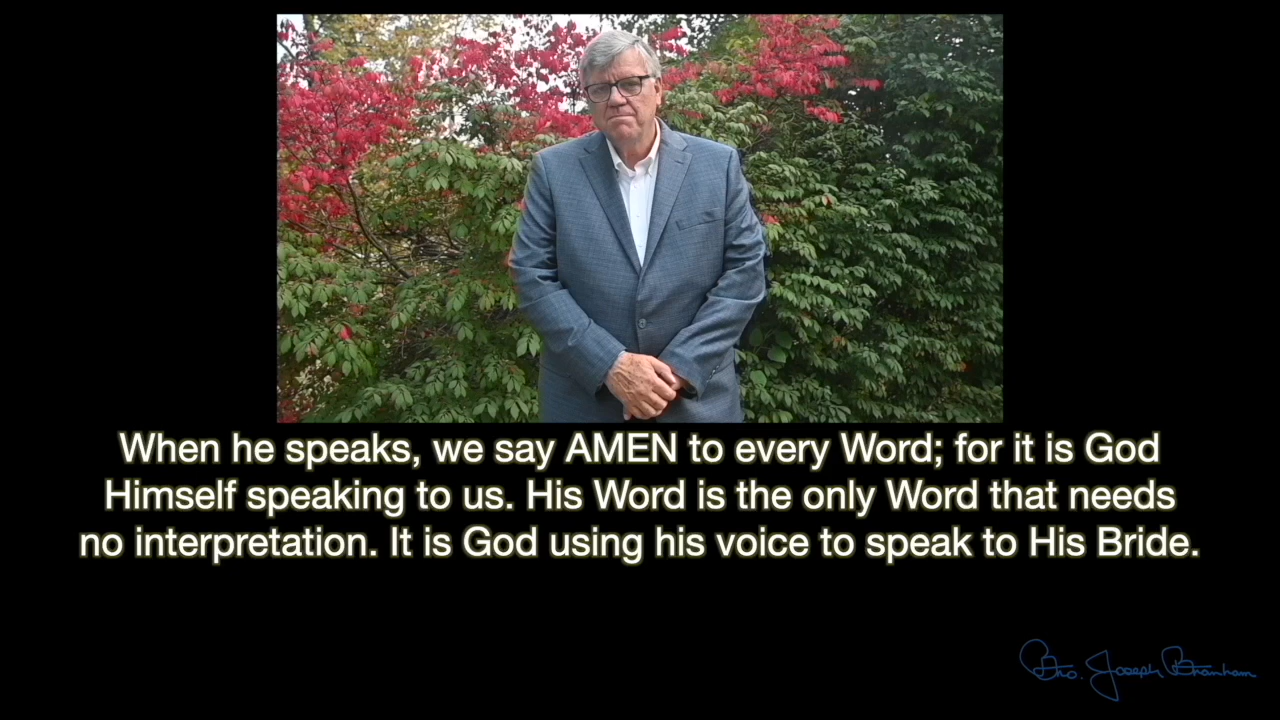 When he speaks, we say AMEN to every Word; for it is God
Himself speaking to us. His Word is the only Word that needs
no interpretation. It is God using his voice to speak to His Bride.
Bro. Joseph Branham